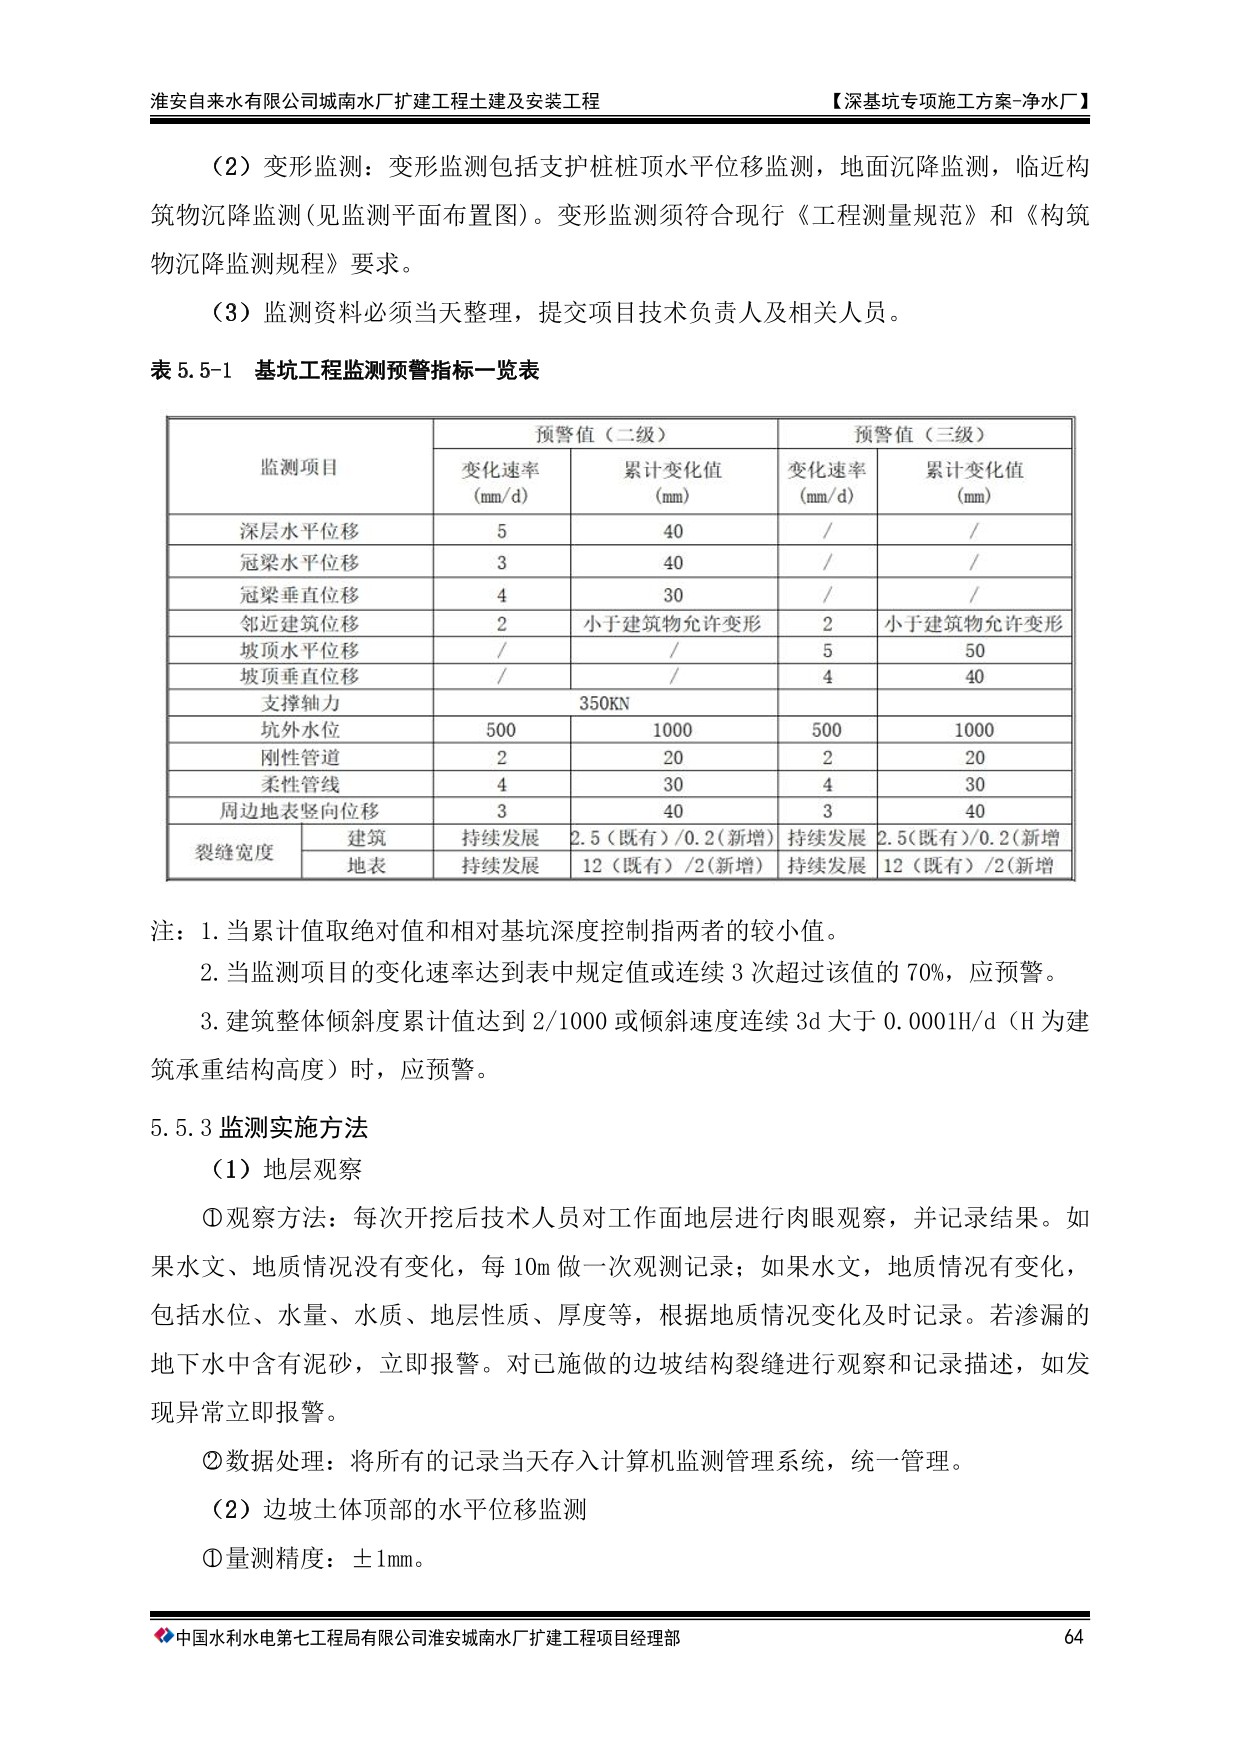 淮安自来水有限公司城南水厂扩建工程土建及安装工程 【深基坑专项施工方案-净水厂】
（2）变形监测：变形监测包括支护桩桩顶水平位移监测，地面沉降监测，临近构
筑物沉降监测(见监测平面布置图)。变形监测须符合现行《工程测量规范》和《构筑
物沉降监测规程》要求。
（3）监测资料必须当天整理，提交项目技术负责人及相关人员。
表 5.5-1 基坑工程监测预警指标一览表
监测项目 预警值（二级） 预警值（三级）
变化速率 (mm/d) 累计变化值 (mm) 变化速率 (mm/d) 累计变化值 (mm)
深层水平位移 5 40 / /
冠梁水平位移 3 40 / /
冠梁垂直位移 4 30 / /
邻近建筑位移 2 小于建筑物允许变形 2 小于建筑物允许变形
坡顶水平位移 / / 5 50
坡顶垂直位移 / / 4 40
支撑轴力 350KN
坑外水位 500 1000 500 1000
刚性管道 2 20 2 20
柔性管线 4 30 4 30
周边地表竖向位移 3 40 3 40
裂缝宽度 建筑 持续发展 2.5（既有）/0.2(新增) 持续发展 2.5(既有)/0.2(新增
地表 持续发展 12（既有）/2(新增) 持续发展 12（既有）/2(新增
注：1.当累计值取绝对值和相对基坑深度控制指两者的较小值。
2.当监测项目的变化速率达到表中规定值或连续 3 次超过该值的 70%，应预警。
3.建筑整体倾斜度累计值达到 2/1000 或倾斜速度连续 3d 大于 0.0001H/d（H 为建
筑承重结构高度）时，应预警。
5.5.3 监测实施方法
（1）地层观察
①观察方法：每次开挖后技术人员对工作面地层进行肉眼观察，并记录结果。如
果水文、地质情况没有变化，每 10m 做一次观测记录；如果水文，地质情况有变化，
包括水位、水量、水质、地层性质、厚度等，根据地质情况变化及时记录。若渗漏的
地下水中含有泥砂，立即报警。对已施做的边坡结构裂缝进行观察和记录描述，如发
现异常立即报警。
②数据处理：将所有的记录当天存入计算机监测管理系统，统一管理。
（2）边坡土体顶部的水平位移监测
①量测精度：±1mm。
中国水利水电第七工程局有限公司淮安城南水厂扩建工程项目经理部 64